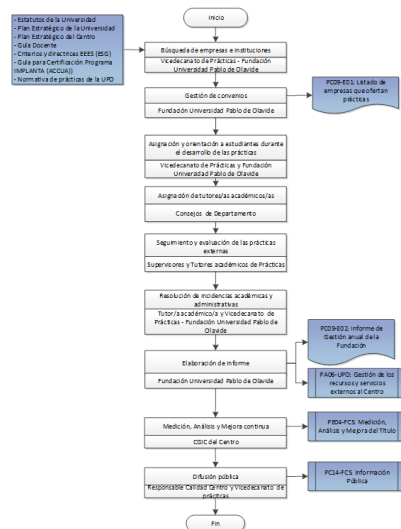 Inicio
- Estatutos de la Universidad
- Plan Estratégico de la Universidad
- Plan Estratégico del Centro
- Guía Docente
- Criterios y directrices EEES (ESG)
- Guía para Certificación Programa
IMPLANTA (ACCUA))
- Normativa de prácticas de la UPO
Búsqueda de empresas e Instituciones
Vicedecanato de Prácticas - Fundación
Universidad Pablo de Olavide
Gestión de convenios
Fundación Universidad Pablo de Olavide
PC09-E01: Listado de
empresas que ofertan
prácticas
Asignación y orientación a estudiantes durante
el desarrollo de las prácticas
Vicedecanato de Prácticas y Fundación
Universidad Pablo de Olavide
Asignación de tutores/as académicos/as
Consejos de Departamento
Seguimiento y evaluación de las prácticas
externas
Supervisores y Tutores académicos de Prácticas
Resolución de incidencias académicas y
administrativas
Tutor/a académico/a y Vicedecanato de
Prácticas - Fundación Universidad Pablo de
Olavide
Elaboración de informe
Fundación Universidad Pablo de Olavide
PC09-E02: Informe de
Gestión anual de la
Fundación
PA06-UPO: Gestión de los
recursos y servicios
externos al Centro
Medición, Análisis y Mejora continua
CGIC del Centro
PE04-FCS: Medición,
Análisis y Mejora del Título
Difusión pública
Responsable Calidad Centro y Vicedecanato de
prácticas
PC14-FCS: Información
Pública
Fin